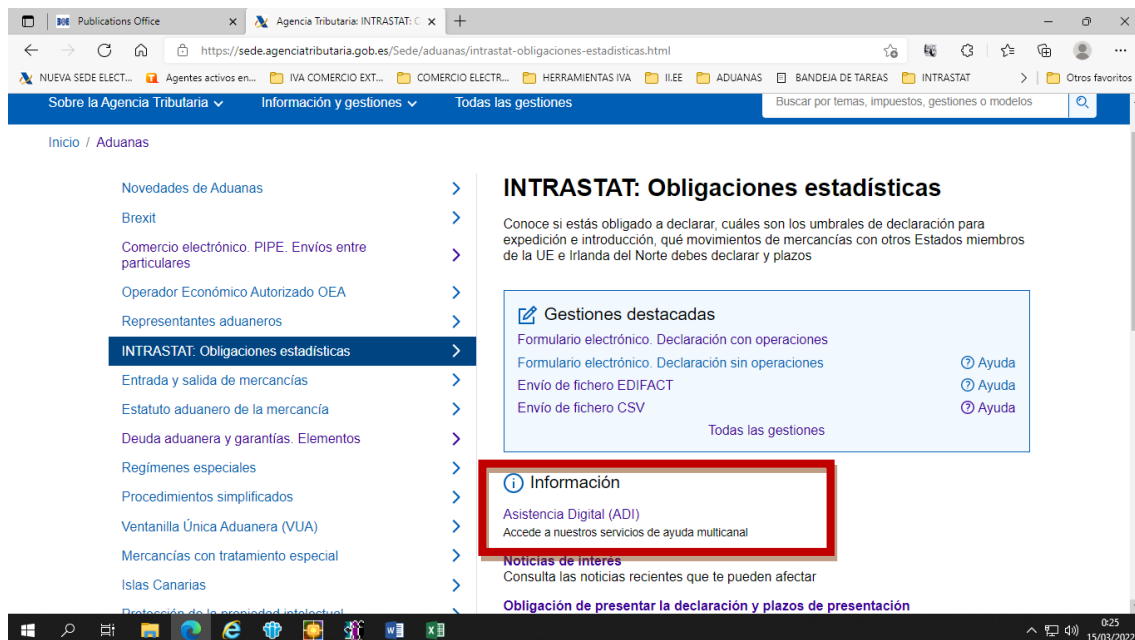 Publications Office
Agencia Tributaria: INTRASTAT: C
https://sede.agenciatributaria.gob.es/Sede/aduanas/intrastat-obligaciones-estadisticas.html
NUEVA SEDE ELECT...
Agentes activos en...
IVA COMERCIO EXT...
COMERCIO ELECTR...
HERRAMIENTAS IVA
II.EE
ADUANAS
BANDEJA DE TAREAS
INTRASTAT
Otros favoritos
Sobre la Agencia Tributaria
Información y gestiones
Todas las gestiones
Buscar por temas, impuestos, gestiones o modelos
Inicio / Aduanas
Novedades de Aduanas
Brexit
Comercio electrónico. PIPE. Envíos entre
particulares
Operador Económico Autorizado OEA
Representantes aduaneros
INTRASTAT: Obligaciones estadísticas
Entrada y salida de mercancías
Estatuto aduanero de la mercancía
Deuda aduanera y garantías. Elementos
Regímenes especiales
Procedimientos simplificados
Ventanilla Única Aduanera (VUA)
Mercancías con tratamiento especial
Islas Canarias
Protección de la propiedad intelectual
INTRASTAT: Obligaciones estadísticas
Conoce si estás obligado a declarar, cuáles son los umbrales de declaración para
expedición e introducción, qué movimientos de mercancías con otros Estados miembros
de la UE e Irlanda del Norte debes declarar y plazos
Gestiones destacadas
Formulario electrónico. Declaración con operaciones
Formulario electrónico. Declaración sin operaciones
Ayuda
Envío de fichero EDIFACT
Ayuda
Envío de fichero CSV
Ayuda
Todas las gestiones
Información
Asistencia Digital (ADI)
Accede a nuestros servicios de ayuda multicanal
Noticias de interés
Consulta las noticias recientes que te pueden afectar
Obligación de presentar la declaración y plazos de presentación
0:25
15/03/2022